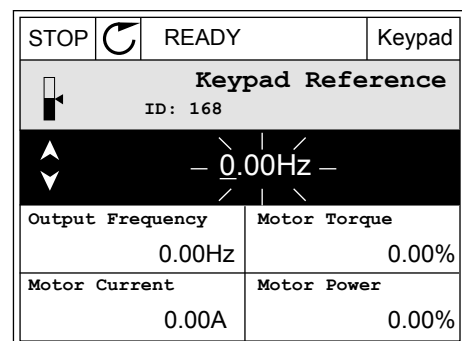 STOP READY Keypad
Keypad Reference
ID: 168
0.00Hz
Output Frequency Motor Torque
0.00Hz 0.00%
Motor Current Motor Power
0.00A 0.00%